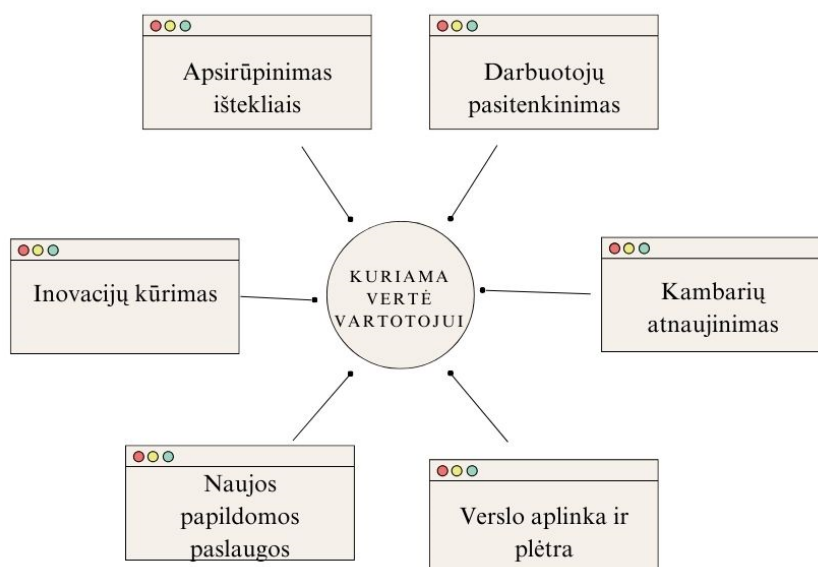 Apsirūpinimas
ištekliais
Darbuotojų
pasitenkinimas
Inovacijų kūrimas
KURIAMA
VERTĖ
VARTOTOJUI
Kambarių
atnaujinimas
Naujos
papildomos
paslaugos
Verslo aplinka ir
plėtra